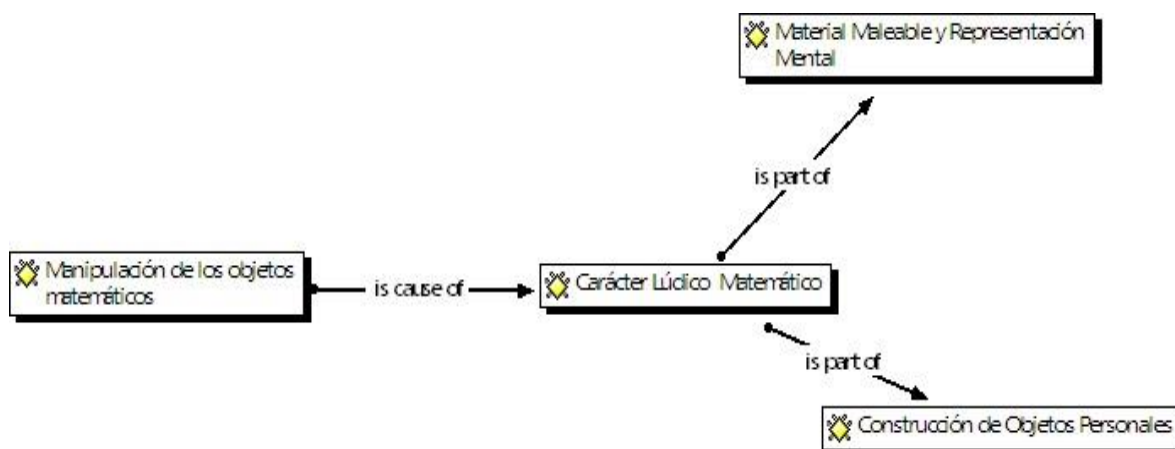 Material Maleable y Representación
Mental
is part of
Manipulación de los objetos
matemáticos
is cause of
Carácter Lúdico Matemático
is part of
Construcción de Objetos Personales